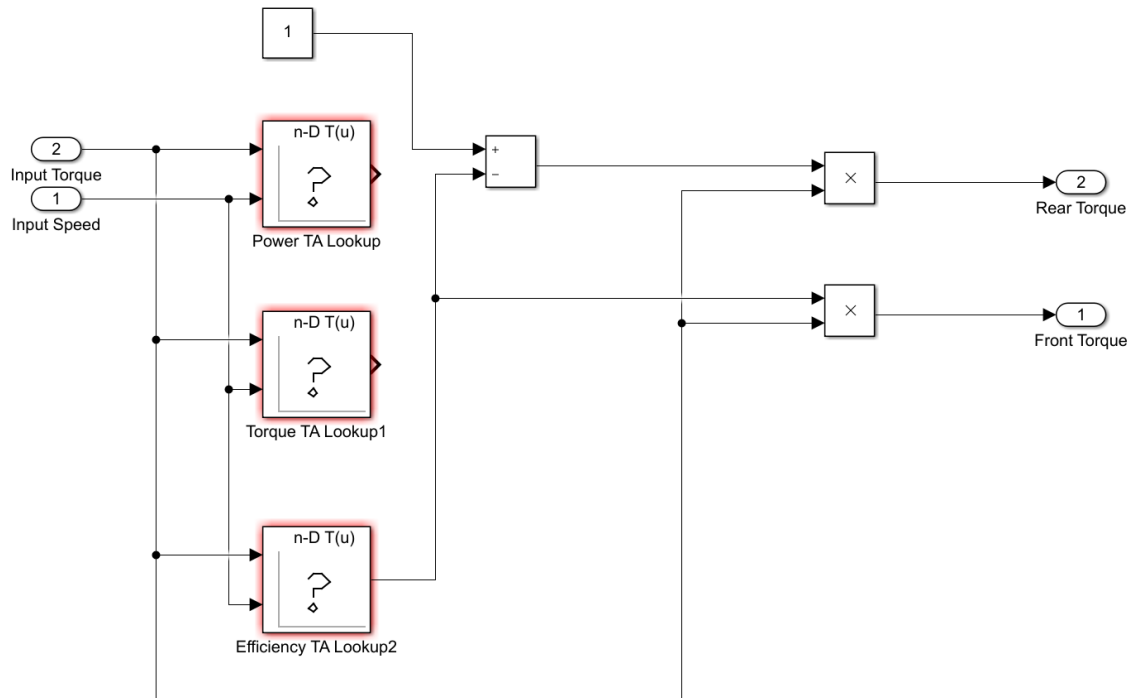 1
n-D T(u)
Power TA Lookup
2
Input Torque
1
Input Speed
+
−
×
2
Rear Torque
n-D T(u)
Torque TA Lookup1
×
1
Front Torque
n-D T(u)
Efficiency TA Lookup2